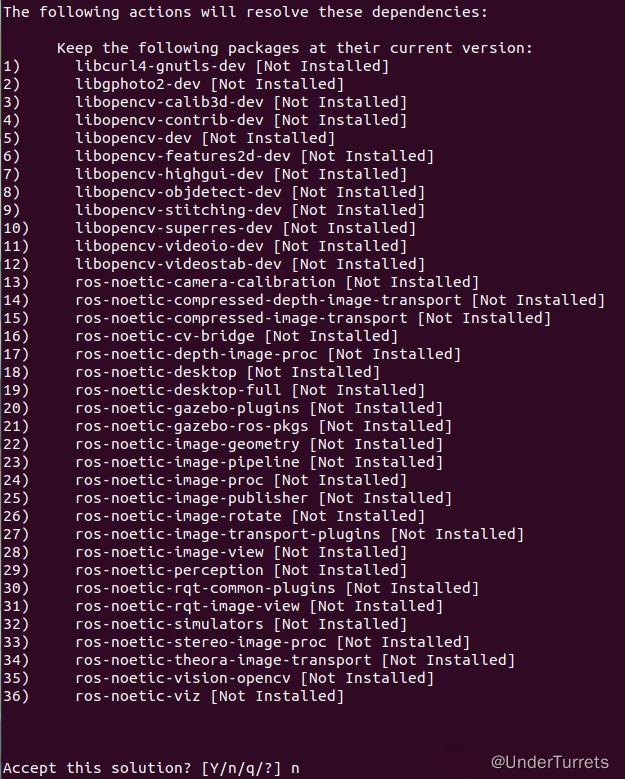 The following actions will resolve these dependencies:
Keep the following packages at their current version:
1) libcurl4-gnutls-dev [Not Installed]
2) libgphoto2-dev [Not Installed]
3) libopencv-calib3d-dev [Not Installed]
4) libopencv-contrib-dev [Not Installed]
5) libopencv-dev [Not Installed]
6) libopencv-features2d-dev [Not Installed]
7) libopencv-highgui-dev [Not Installed]
8) libopencv-objdetect-dev [Not Installed]
9) libopencv-stitching-dev [Not Installed]
10) libopencv-superres-dev [Not Installed]
11) libopencv-videoio-dev [Not Installed]
12) libopencv-videostab-dev [Not Installed]
13) ros-noetic-camera-calibration [Not Installed]
14) ros-noetic-compressed-depth-image-transport [Not Installed]
15) ros-noetic-compressed-image-transport [Not Installed]
16) ros-noetic-cv-bridge [Not Installed]
17) ros-noetic-depth-image-proc [Not Installed]
18) ros-noetic-desktop [Not Installed]
19) ros-noetic-desktop-full [Not Installed]
20) ros-noetic-gazebo-plugins [Not Installed]
21) ros-noetic-gazebo-ros-pkgs [Not Installed]
22) ros-noetic-image-geometry [Not Installed]
23) ros-noetic-image-pipeline [Not Installed]
24) ros-noetic-image-proc [Not Installed]
25) ros-noetic-image-publisher [Not Installed]
26) ros-noetic-image-rotate [Not Installed]
27) ros-noetic-image-transport-plugins [Not Installed]
28) ros-noetic-image-view [Not Installed]
29) ros-noetic-perception [Not Installed]
30) ros-noetic-rqt-common-plugins [Not Installed]
31) ros-noetic-rqt-image-view [Not Installed]
32) ros-noetic-simulators [Not Installed]
33) ros-noetic-stereo-image-proc [Not Installed]
34) ros-noetic-theora-image-transport [Not Installed]
35) ros-noetic-vision-opencv [Not Installed]
36) ros-noetic-viz [Not Installed]
Accept this solution? [Y/n/q/?] n
@UnderTurrets